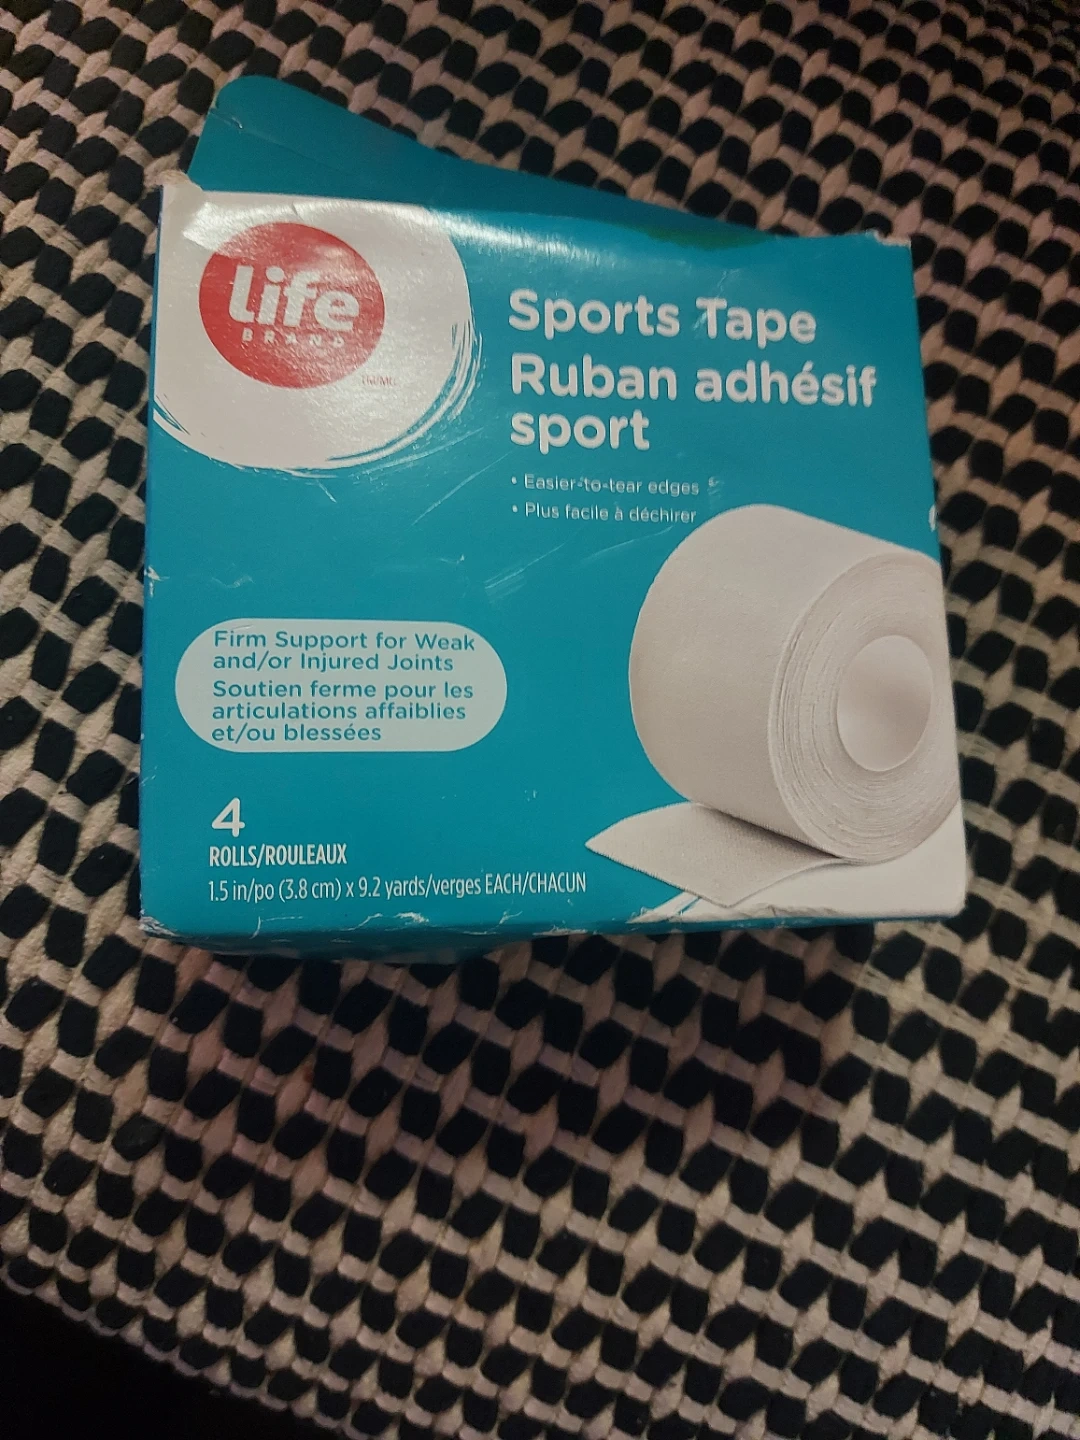 life
BRAND
TM/MC
Sports Tape
Ruban adhésif
sport
• Easier-to-tear edges
• Plus facile à déchirer
Firm Support for Weak
and/or Injured Joints
Soutien ferme pour les
articulations affaiblies
et/ou blessées
4
ROLLS/ROULEAUX
1.5 in/po (3.8 cm) x 9.2 yards/verges EACH/CHACUN